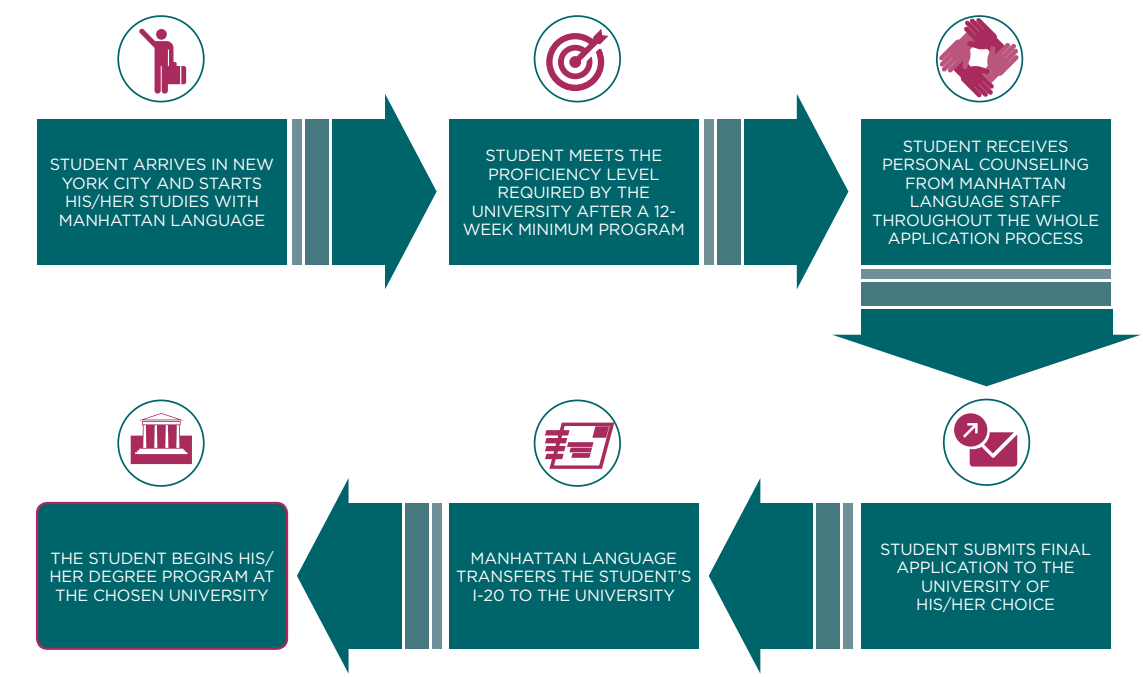 STUDENT ARRIVES IN NEW
YORK CITY AND STARTS
HIS/HER STUDIES WITH
MANHATTAN LANGUAGE
STUDENT MEETS THE
PROFICIENCY LEVEL
REQUIRED BY THE
UNIVERSITY AFTER A 12-
WEEK MINIMUM PROGRAM
STUDENT RECEIVES
PERSONAL COUNSELING
FROM MANHATTAN
LANGUAGE STAFF
THROUGHOUT THE WHOLE
APPLICATION PROCESS
STUDENT SUBMITS FINAL
APPLICATION TO THE
UNIVERSITY OF
HIS/HER CHOICE
MANHATTAN LANGUAGE
TRANSFERS THE STUDENT'S
I-20 TO THE UNIVERSITY
THE STUDENT BEGINS HIS/
HER DEGREE PROGRAM AT
THE CHOSEN UNIVERSITY